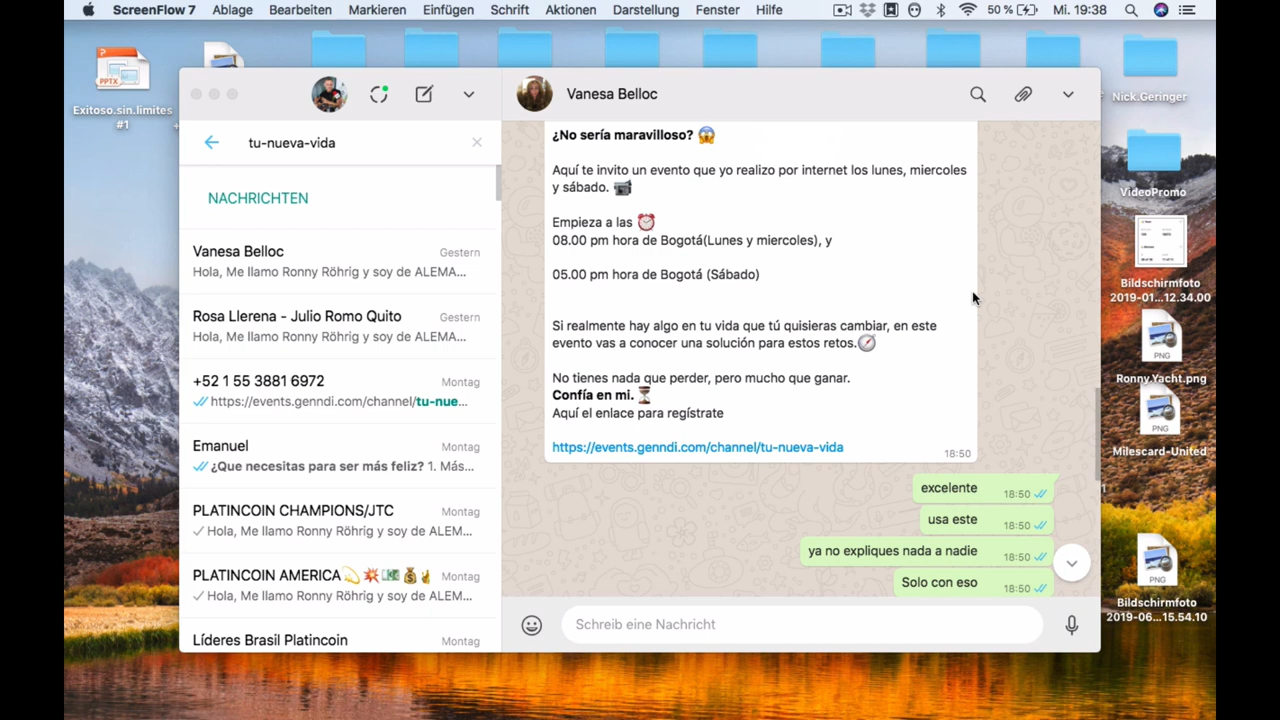 ScreenFlow 7 Ablage Bearbeiten Markieren Einfügen Schrift Aktionen Darstellung Fenster Hilfe 50 % Mi. 19:38
PPTX
Exitoso.sin.limites
#1
Nick.Geringer
VideoPromo
Bildschirmfoto
2019-01...12.34.00
PNG
Ronny.Yacht.png
PNG
Milescard-United
PNG
Bildschirmfoto
2019-06...15.54.10
tu-nueva-vida
NACHRICHTEN
Vanesa Belloc Gestern
Hola, Me llamo Ronny Röhrig y soy de ALEMA...
Rosa Llerena - Julio Romo Quito Gestern
Hola, Me llamo Ronny Röhrig y soy de ALEMA...
+52 1 55 3881 6972 Montag
https://events.genndi.com/channel/tu-nue...
Emanuel Montag
¿Que necesitas para ser más feliz? 1. Más...
PLATINCOIN CHAMPIONS/JTC Montag
Hola, Me llamo Ronny Röhrig y soy de ALEM...
PLATINCOIN AMERICA💫💥💵💰🤞 Montag
Hola, Me llamo Ronny Röhrig y soy de ALEM...
Líderes Brasil Platincoin Montag
Vanesa Belloc
¿No sería maravilloso? 😱
Aquí te invito un evento que yo realizo por internet los lunes, miercoles
y sábado. 📹
Empieza a las ⏰
08.00 pm hora de Bogotá(Lunes y miercoles), y
05.00 pm hora de Bogotá (Sábado)
Si realmente hay algo en tu vida que tú quisieras cambiar, en este
evento vas a conocer una solución para estos retos.🧭
No tienes nada que perder, pero mucho que ganar.
Confía en mi. ⏳
Aquí el enlace para regístrate
https://events.genndi.com/channel/tu-nueva-vida
18:50
excelente 18:50
usa este 18:50
ya no expliques nada a nadie 18:50
Solo con eso 18:50
Schreib eine Nachricht